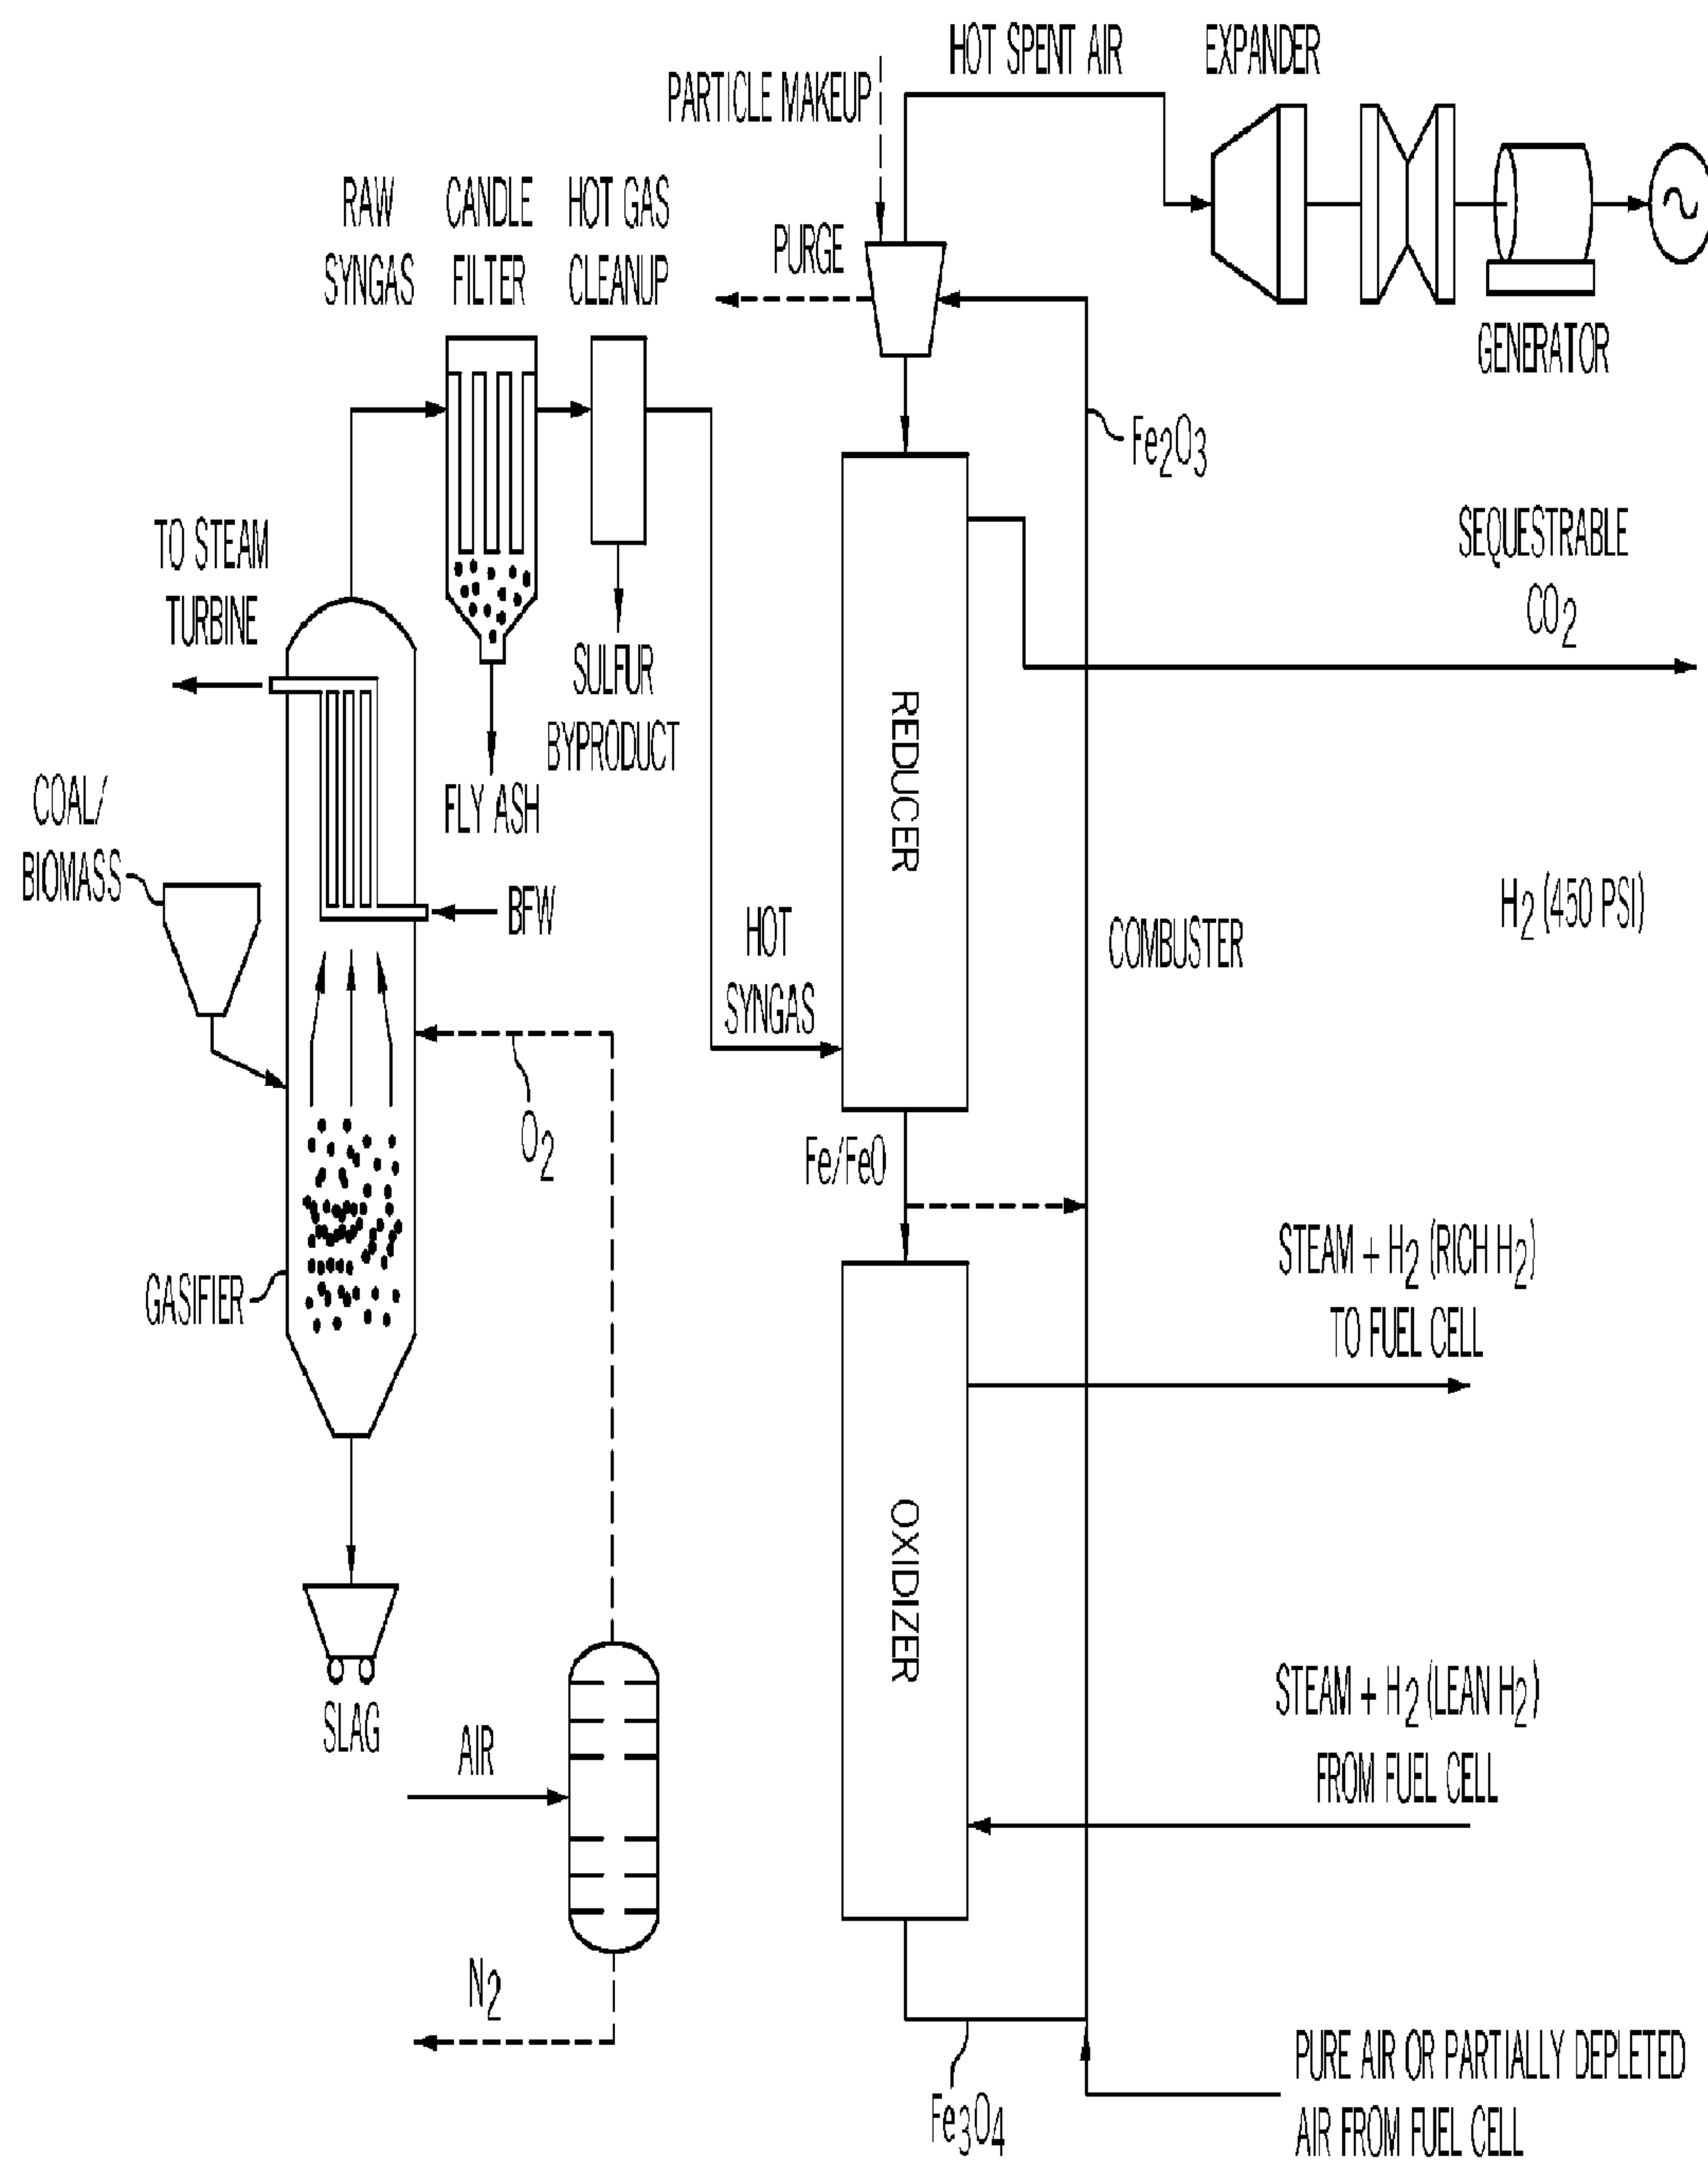 HOT SPENT AIR
EXPANDER
PARTICLE MAKEUP
RAW
SYNGAS
CANDLE
FILTER
HOT GAS
CLEANUP
PURGE
GENERATOR
Fe2O3
TO STEAM
TURBINE
SEQUESTRABLE
CO2
SULFUR
BYPRODUCT
FLY ASH
REDUCER
COAL/
BIOMASS
BFW
HOT
SYNGAS
COMBUSTER
H2 (450 PSI)
O2
Fe/FeO
GASIFIER
STEAM + H2 (RICH H2)
TO FUEL CELL
OXIDIZER
SLAG
AIR
STEAM + H2 (LEAN H2)
FROM FUEL CELL
N2
Fe3O4
PURE AIR OR PARTIALLY DEPLETED
AIR FROM FUEL CELL